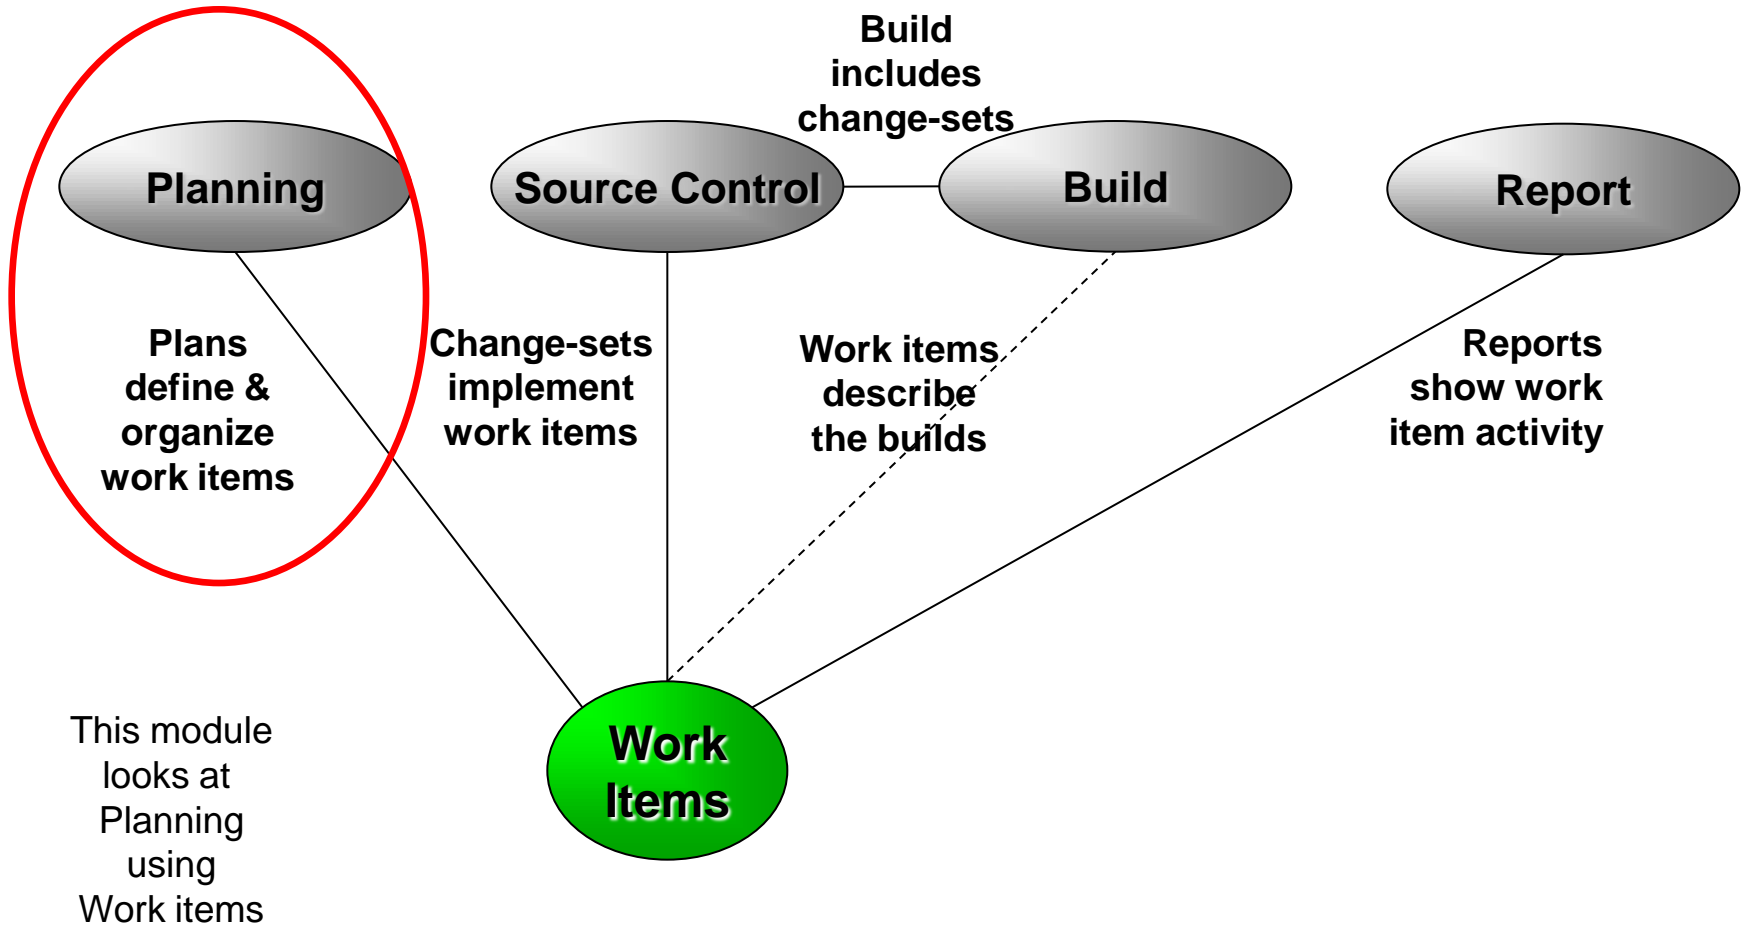 Build
includes
change-sets
Planning
Source Control
Build
Report
Plans
define &
organize
work items
Change-sets
implement
work items
Work items
describe
the builds
Reports
show work
item activity
Work
Items
This module
looks at
Planning
using
Work items